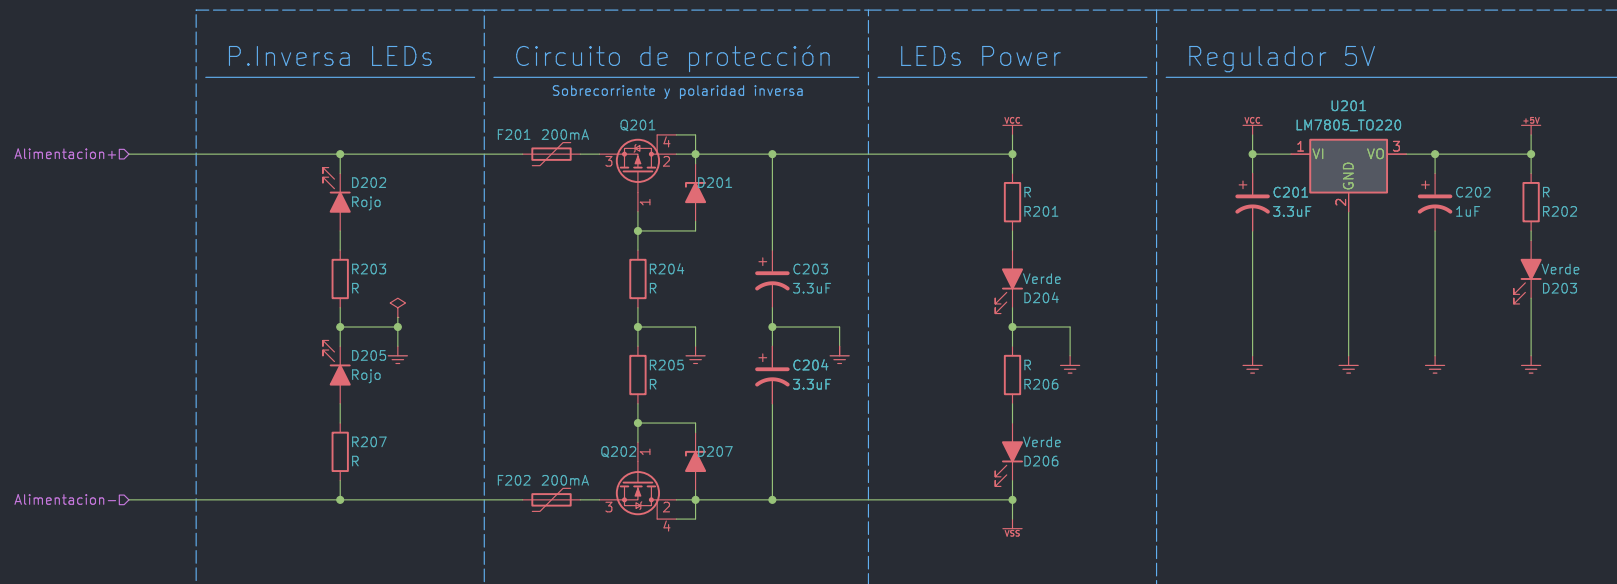 P.Inversa LEDs
Circuito de protección
Sobrecorriente y polaridad inversa
LEDs Power
Regulador 5V
Alimentacion+
D202
Rojo
R203
R
D205
Rojo
R207
R
Alimentacion-
F201 200mA
Q201
3
4
2
1
D201
R204
R
R205
R
C203
3.3uF
C204
3.3uF
Q202
1
D207
F202 200mA
3
2
4
VCC
R
R201
Verde
D204
R
R206
Verde
D206
VSS
U201
LM7805_TO220
VCC
1
VI
VO
3
GND
2
+5V
C201
3.3uF
C202
1uF
R
R202
Verde
D203